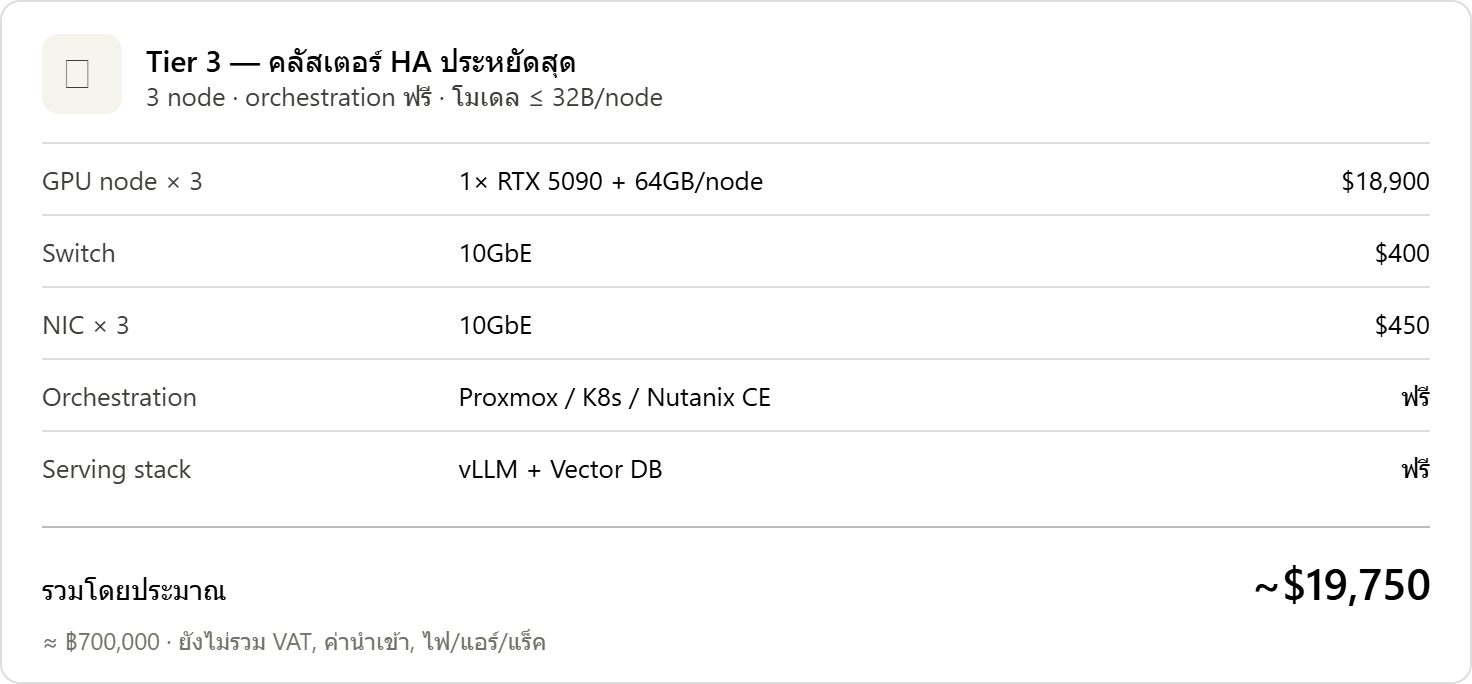 Tier 3 — คลัสเตอร์ HA ประหยัดสุด
3 node · orchestration ฟรี · โมเดล ≤ 32B/node
GPU node × 3 1× RTX 5090 + 64GB/node $18,900
Switch 10GbE $400
NIC × 3 10GbE $450
Orchestration Proxmox / K8s / Nutanix CE ฟรี
Serving stack vLLM + Vector DB ฟรี
รวมโดยประมาณ ~$19,750
≈ ฿700,000 · ยังไม่รวม VAT, ค่านำเข้า, ไฟ/แอร์/แร็ค